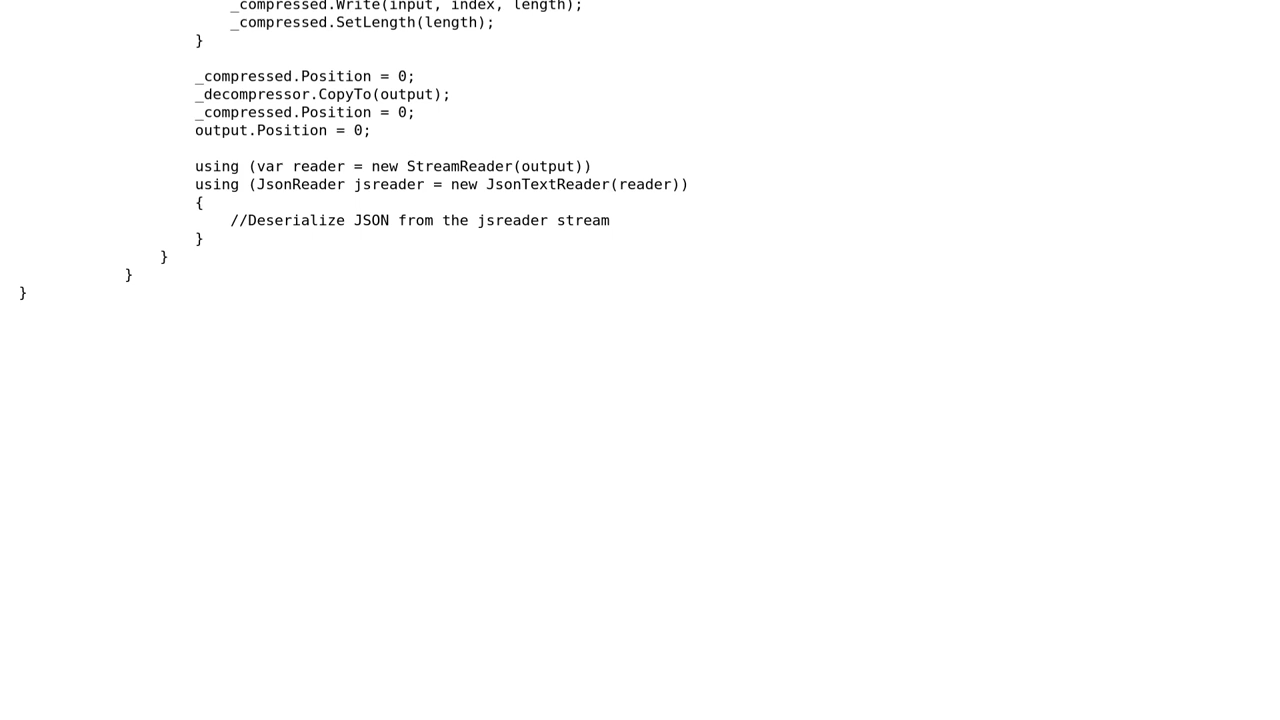 _compressed.Write(input, index, length);
_compressed.SetLength(length);
}
_compressed.Position = 0;
_decompressor.CopyTo(output);
_compressed.Position = 0;
output.Position = 0;
using (var reader = new StreamReader(output))
using (JsonReader jsreader = new JsonTextReader(reader))
{
//Deserialize JSON from the jsreader stream
}
}
}
}